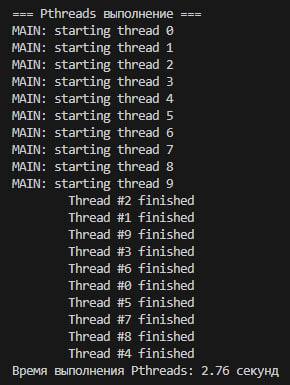 === Pthreads выполнение ===
MAIN: starting thread 0
MAIN: starting thread 1
MAIN: starting thread 2
MAIN: starting thread 3
MAIN: starting thread 4
MAIN: starting thread 5
MAIN: starting thread 6
MAIN: starting thread 7
MAIN: starting thread 8
MAIN: starting thread 9
Thread #2 finished
Thread #1 finished
Thread #9 finished
Thread #3 finished
Thread #6 finished
Thread #0 finished
Thread #5 finished
Thread #7 finished
Thread #8 finished
Thread #4 finished
Время выполнения Pthreads: 2.76 секунд